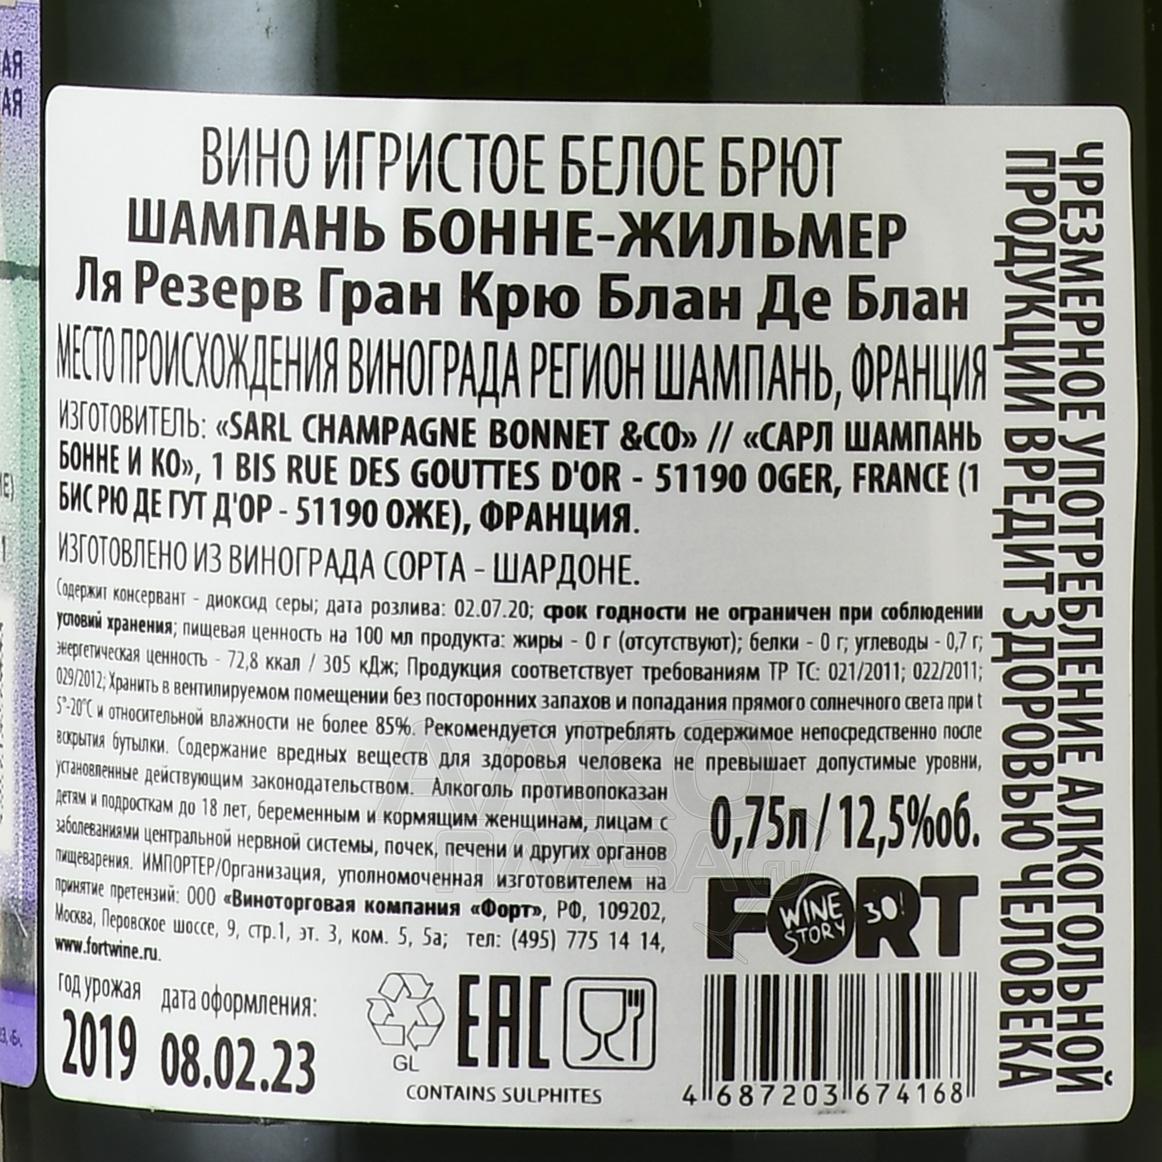 ВИНО ИГРИСТОЕ БЕЛОЕ БРЮТ
ШАМПАНЬ БОННЕ-ЖИЛЬМЕР
Ля Резерв Гран Крю Блан Де Блан
МЕСТО ПРОИСХОЖДЕНИЯ ВИНОГРАДА РЕГИОН ШАМПАНЬ, ФРАНЦИЯ
ИЗГОТОВИТЕЛЬ: «SARL CHAMPAGNE BONNET &CO» // «САРЛ ШАМПАНЬ
БОННЕ И КО», 1 BIS RUE DES GOUTTES D'OR - 51190 OGER, FRANCE (1
БИС РЮ ДЕ ГУТ Д'ОР - 51190 ОЖЕ), ФРАНЦИЯ.
ИЗГОТОВЛЕНО ИЗ ВИНОГРАДА СОРТА - ШАРДОНЕ.
Содержит консервант - диоксид серы; дата розлива: 02.07.20; срок годности не ограничен при соблюдении
условий хранения; пищевая ценность на 100 мл продукта: жиры - 0 г (отсутствуют); белки - 0 г; углеводы - 0,7 г;
энергетическая ценность - 72,8 ккал / 305 кДж; Продукция соответствует требованиям ТР ТС: 021/2011; 022/2011;
029/2012; Хранить в вентилируемом помещении без посторонних запахов и попадания прямого солнечного света при t
5°-20°С и относительной влажности не более 85%. Рекомендуется употреблять содержимое непосредственно после
вскрытия бутылки. Содержание вредных веществ для здоровья человека не превышает допустимые уровни,
установленные действующим законодательством. Алкоголь противопоказан
детям и подросткам до 18 лет, беременным и кормящим женщинам, лицам с
заболеваниями центральной нервной системы, почек, печени и других органов
пищеварения. ИМПОРТЕР/Организация, уполномоченная изготовителем на
принятие претензий: ООО «Виноторговая компания «Форт», РФ, 109202,
Москва, Перовское шоссе, 9, стр.1, эт. 3, ком. 5, 5а; тел: (495) 775 14 14,
www.fortwine.ru.
0,75л / 12,5%об.
FORT
WINE
STORY
30!
год урожая
2019
дата оформления:
08.02.23
GL
EAC
CONTAINS SULPHITES
4 687203 674168
ЧРЕЗМЕРНОЕ УПОТРЕБЛЕНИЕ АЛКОГОЛЬНОЙ
ПРОДУКЦИИ ВРЕДИТ ЗДОРОВЬЮ ЧЕЛОВЕКА
АЛКО
ПЛАВА.ru